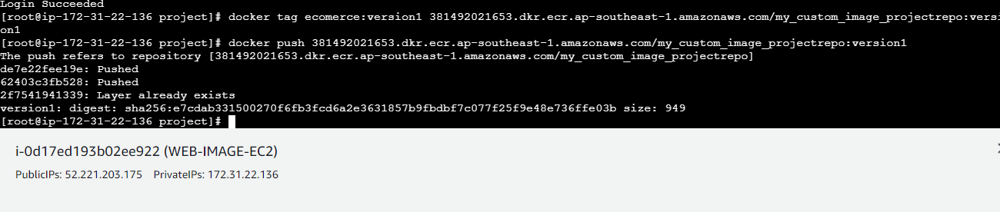 Login Succeeded
[root@ip-172-31-22-136 project]# docker tag ecomerce:version1 381492021653.dkr.ecr.ap-southeast-1.amazonaws.com/my_custom_image_projectrepo:versi
on1
[root@ip-172-31-22-136 project]# docker push 381492021653.dkr.ecr.ap-southeast-1.amazonaws.com/my_custom_image_projectrepo:version1
The push refers to repository [381492021653.dkr.ecr.ap-southeast-1.amazonaws.com/my_custom_image_projectrepo]
de7e22fee19e: Pushed
62403c3fb528: Pushed
2f7541941339: Layer already exists
version1: digest: sha256:e7cdab331500270f6fb3fcd6a2e3631857b9fbdbf7c077f25f9e48e736ffe03b size: 949
[root@ip-172-31-22-136 project]#
i-0d17ed193b02ee922 (WEB-IMAGE-EC2)
PublicIPs: 52.221.203.175 PrivateIPs: 172.31.22.136